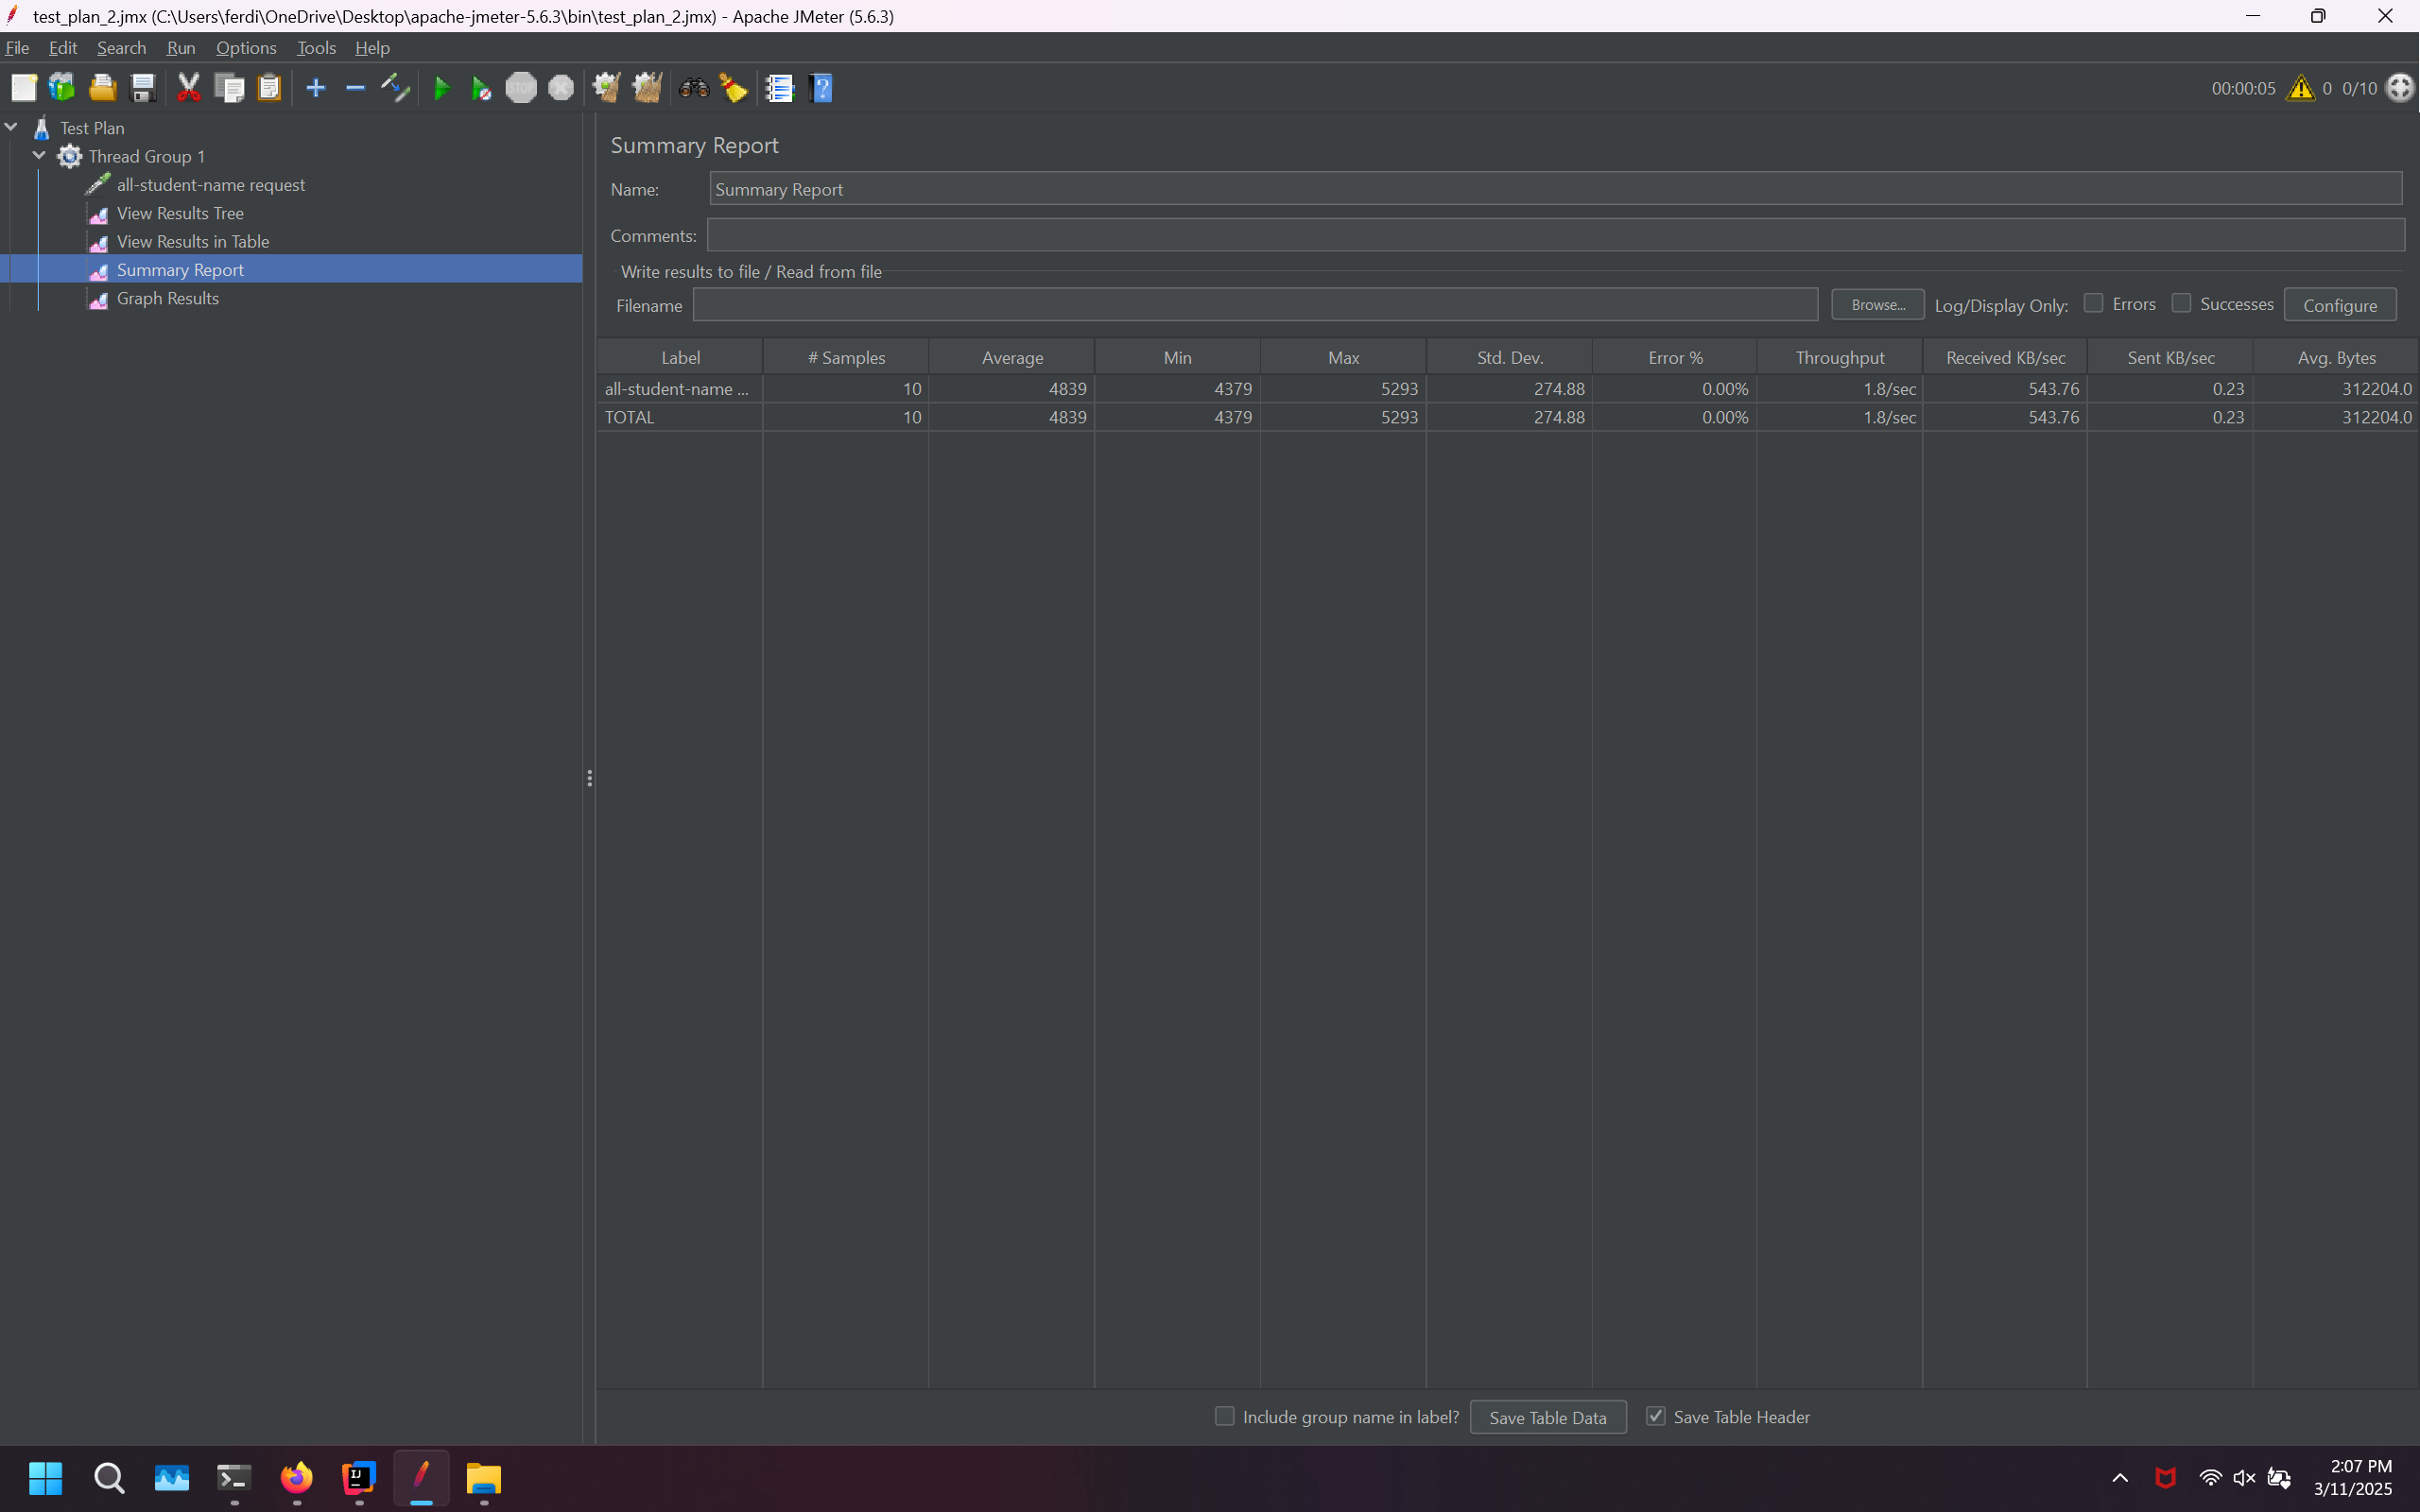 test_plan_2.jmx (C:\Users\ferdi\OneDrive\Desktop\apache-jmeter-5.6.3\bin\test_plan_2.jmx) - Apache JMeter (5.6.3)
File Edit Search Run Options Tools Help
STOP
00:00:05 0 0/10
Test Plan
Thread Group 1
all-student-name request
View Results Tree
View Results in Table
Summary Report
Graph Results
Summary Report
Name: Summary Report
Comments:
Write results to file / Read from file
Filename Browse... Log/Display Only: Errors Successes Configure
Label # Samples Average Min Max Std. Dev. Error % Throughput Received KB/sec Sent KB/sec Avg. Bytes
all-student-name ... 10 4839 4379 5293 274.88 0.00% 1.8/sec 543.76 0.23 312204.0
TOTAL 10 4839 4379 5293 274.88 0.00% 1.8/sec 543.76 0.23 312204.0
Include group name in label? Save Table Data Save Table Header
IJ
2:07 PM
3/11/2025